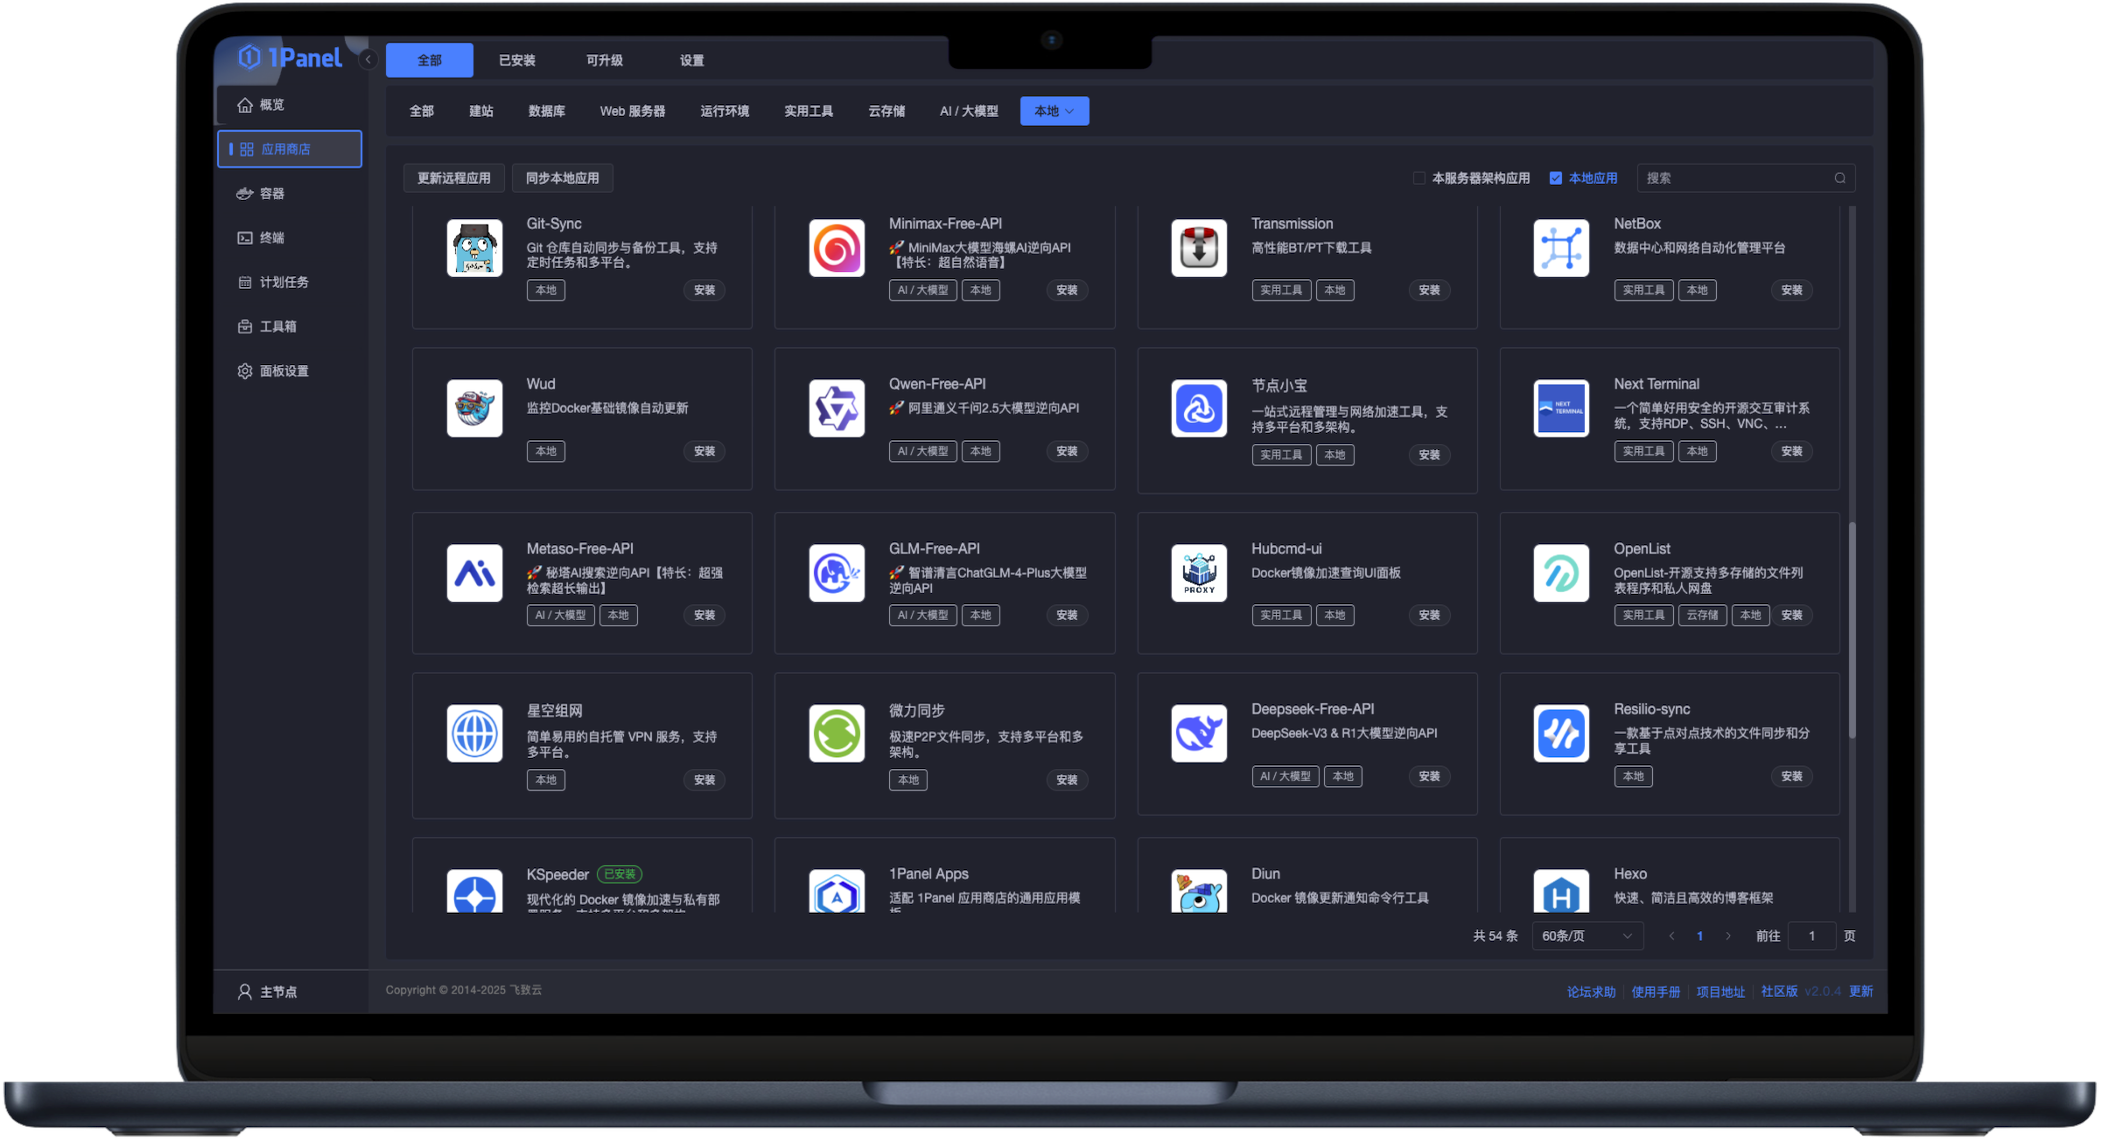 1Panel
全部
已安装
可升级
设置
概览
应用商店
容器
终端
计划任务
工具箱
面板设置
主节点
全部
建站
数据库
Web 服务器
运行环境
实用工具
云存储
AI / 大模型
本地
更新远程应用
同步本地应用
本服务器架构应用
本地应用
搜索
Git-Sync
Git 仓库自动同步与备份工具，支持
定时任务和多平台。
本地
安装
Minimax-Free-API
🚀 MiniMax大模型海螺AI逆向API
【特长：超自然语音】
AI / 大模型
本地
安装
Transmission
高性能BT/PT下载工具
实用工具
本地
安装
NetBox
数据中心和网络自动化管理平台
实用工具
本地
安装
Wud
监控Docker基础镜像自动更新
本地
安装
Qwen-Free-API
🚀 阿里通义千问2.5大模型逆向API
AI / 大模型
本地
安装
节点小宝
一站式远程管理与网络加速工具，支
持多平台和多架构。
实用工具
本地
安装
NEXT
TERMINAL
Next Terminal
一个简单好用安全的开源交互审计系
统，支持RDP、SSH、VNC、...
实用工具
本地
安装
Metaso-Free-API
🚀 秘塔AI搜索逆向API【特长：超强
检索超长输出】
AI / 大模型
本地
安装
GLM-Free-API
🚀 智谱清言ChatGLM-4-Plus大模型
逆向API
AI / 大模型
本地
安装
PROXY
Hubcmd-ui
Docker镜像加速查询UI面板
实用工具
本地
安装
OpenList
OpenList-开源支持多存储的文件列
表程序和私人网盘
实用工具
云存储
本地
安装
星空组网
简单易用的自托管 VPN 服务，支持
多平台。
本地
安装
微力同步
极速P2P文件同步，支持多平台和多
架构。
本地
安装
Deepseek-Free-API
DeepSeek-V3 & R1大模型逆向API
AI / 大模型
本地
安装
Resilio-sync
一款基于点对点技术的文件同步和分
享工具
本地
安装
KSpeeder
已安装
现代化的 Docker 镜像加速与私有部
1Panel Apps
适配 1Panel 应用商店的通用应用模
Diun
Docker 镜像更新通知命令行工具
Hexo
快速、简洁且高效的博客框架
共 54 条
60条/页
1
前往
1
页
Copyright © 2014-2025 飞致云
论坛求助
使用手册
项目地址
社区版
v2.0.4
更新